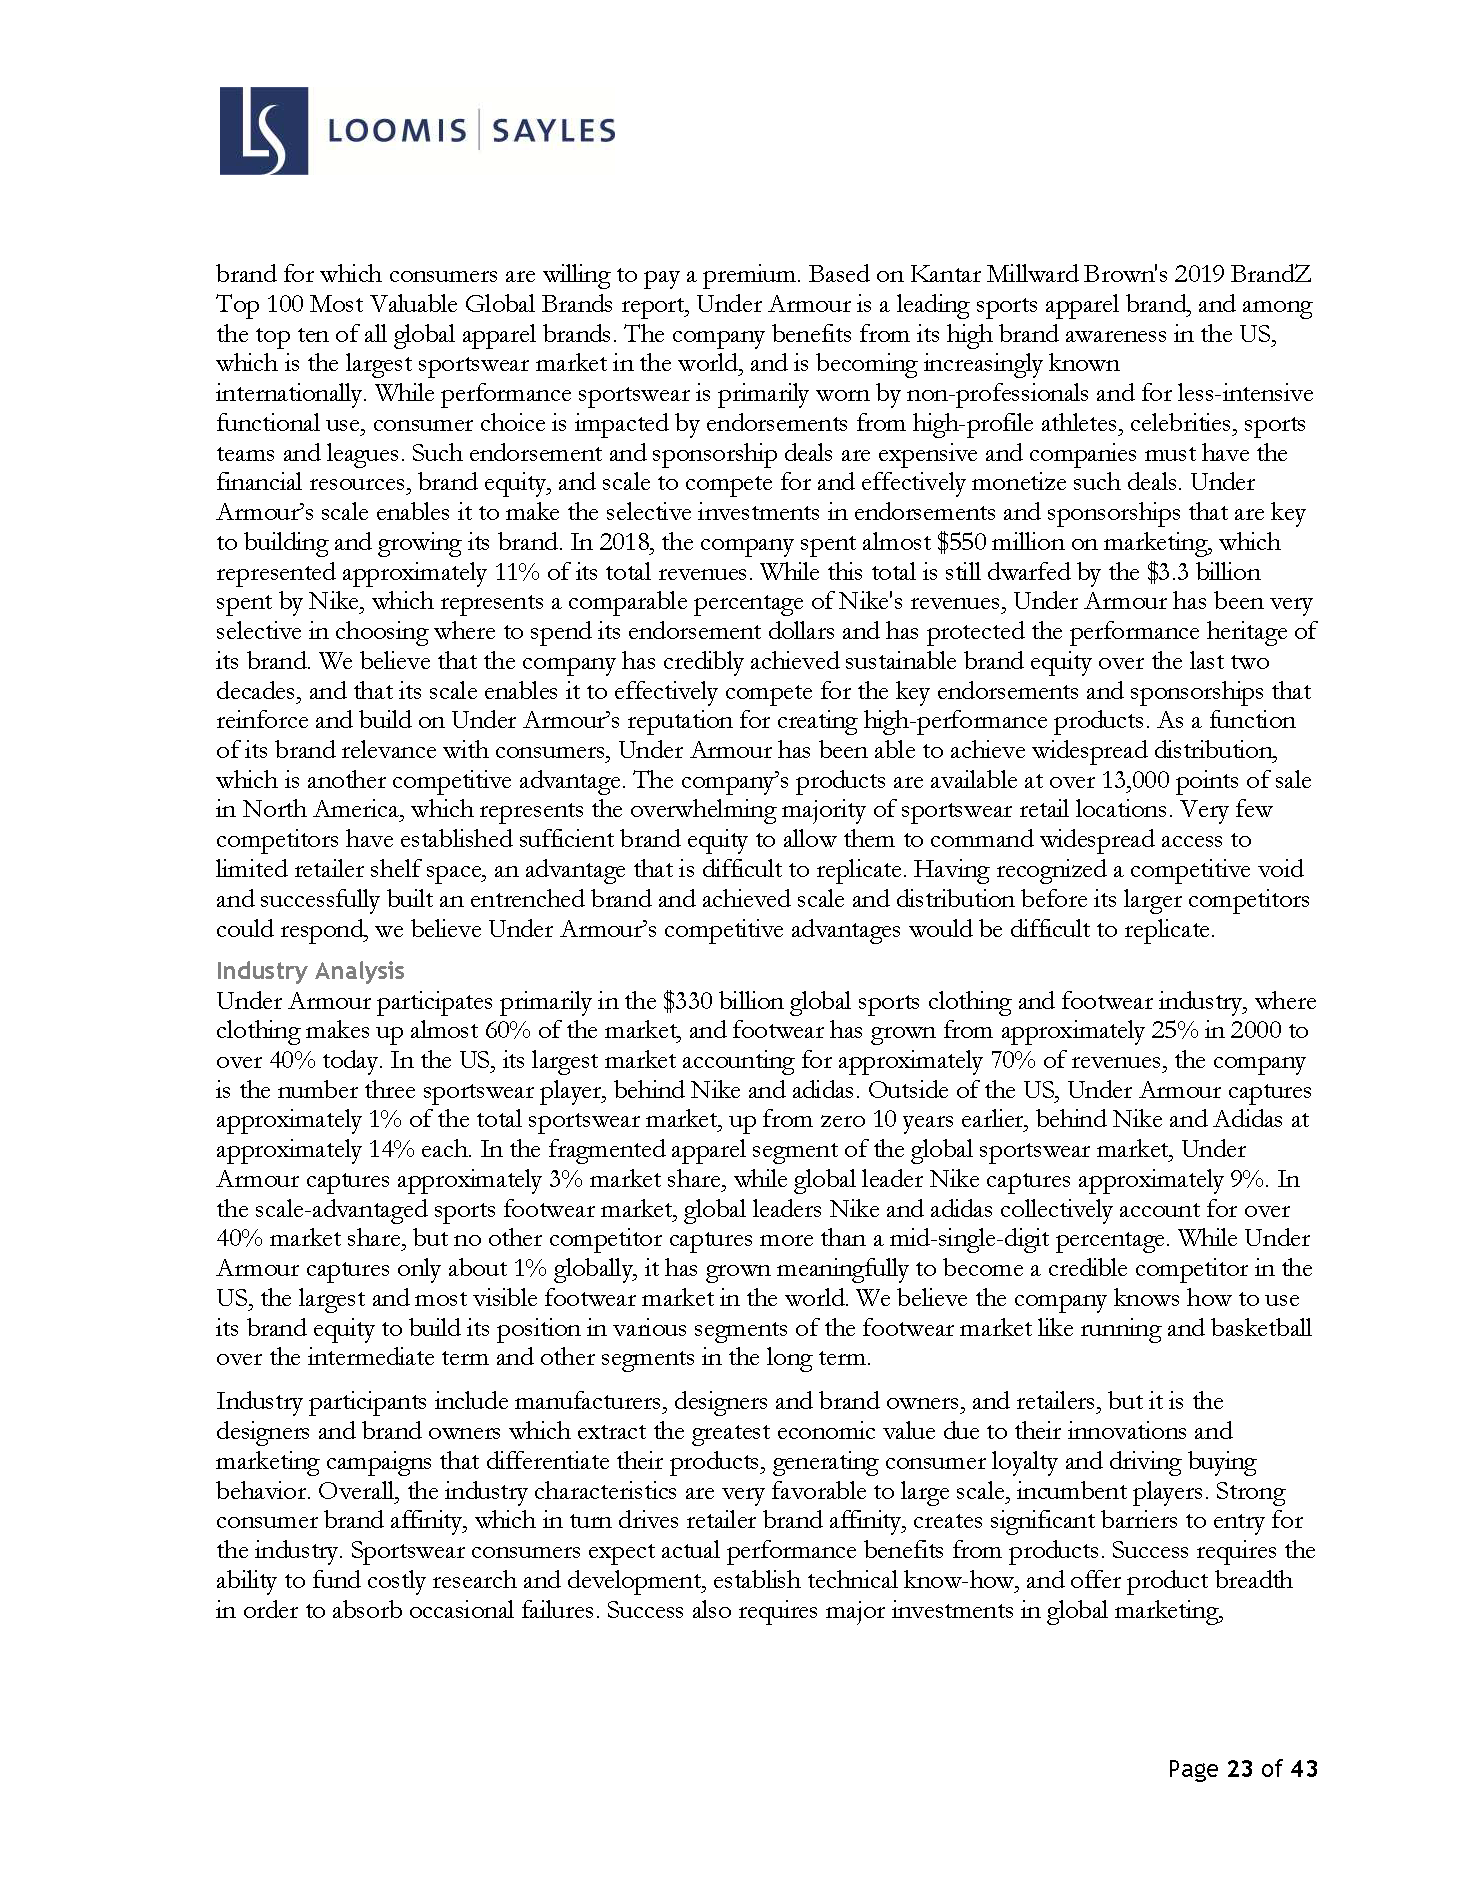 LS LOOMIS | SAYLES
brand for which consumers are willing to pay a premium. Based on Kantar Millward Brown's 2019 BrandZ
Top 100 Most Valuable Global Brands report, Under Armour is a leading sports apparel brand, and among
the top ten of all global apparel brands. The company benefits from its high brand awareness in the US,
which is the largest sportswear market in the world, and is becoming increasingly known
internationally. While performance sportswear is primarily worn by non-professionals and for less-intensive
functional use, consumer choice is impacted by endorsements from high-profile athletes, celebrities, sports
teams and leagues. Such endorsement and sponsorship deals are expensive and companies must have the
financial resources, brand equity, and scale to compete for and effectively monetize such deals. Under
Armour’s scale enables it to make the selective investments in endorsements and sponsorships that are key
to building and growing its brand. In 2018, the company spent almost $550 million on marketing, which
represented approximately 11% of its total revenues. While this total is still dwarfed by the $3.3 billion
spent by Nike, which represents a comparable percentage of Nike's revenues, Under Armour has been very
selective in choosing where to spend its endorsement dollars and has protected the performance heritage of
its brand. We believe that the company has credibly achieved sustainable brand equity over the last two
decades, and that its scale enables it to effectively compete for the key endorsements and sponsorships that
reinforce and build on Under Armour’s reputation for creating high-performance products. As a function
of its brand relevance with consumers, Under Armour has been able to achieve widespread distribution,
which is another competitive advantage. The company’s products are available at over 13,000 points of sale
in North America, which represents the overwhelming majority of sportswear retail locations. Very few
competitors have established sufficient brand equity to allow them to command widespread access to
limited retailer shelf space, an advantage that is difficult to replicate. Having recognized a competitive void
and successfully built an entrenched brand and achieved scale and distribution before its larger competitors
could respond, we believe Under Armour’s competitive advantages would be difficult to replicate.
Industry Analysis
Under Armour participates primarily in the $330 billion global sports clothing and footwear industry, where
clothing makes up almost 60% of the market, and footwear has grown from approximately 25% in 2000 to
over 40% today. In the US, its largest market accounting for approximately 70% of revenues, the company
is the number three sportswear player, behind Nike and adidas. Outside of the US, Under Armour captures
approximately 1% of the total sportswear market, up from zero 10 years earlier, behind Nike and Adidas at
approximately 14% each. In the fragmented apparel segment of the global sportswear market, Under
Armour captures approximately 3% market share, while global leader Nike captures approximately 9%. In
the scale-advantaged sports footwear market, global leaders Nike and adidas collectively account for over
40% market share, but no other competitor captures more than a mid-single-digit percentage. While Under
Armour captures only about 1% globally, it has grown meaningfully to become a credible competitor in the
US, the largest and most visible footwear market in the world. We believe the company knows how to use
its brand equity to build its position in various segments of the footwear market like running and basketball
over the intermediate term and other segments in the long term.
Industry participants include manufacturers, designers and brand owners, and retailers, but it is the
designers and brand owners which extract the greatest economic value due to their innovations and
marketing campaigns that differentiate their products, generating consumer loyalty and driving buying
behavior. Overall, the industry characteristics are very favorable to large scale, incumbent players. Strong
consumer brand affinity, which in turn drives retailer brand affinity, creates significant barriers to entry for
the industry. Sportswear consumers expect actual performance benefits from products. Success requires the
ability to fund costly research and development, establish technical know-how, and offer product breadth
in order to absorb occasional failures. Success also requires major investments in global marketing,
Page 23 of 43